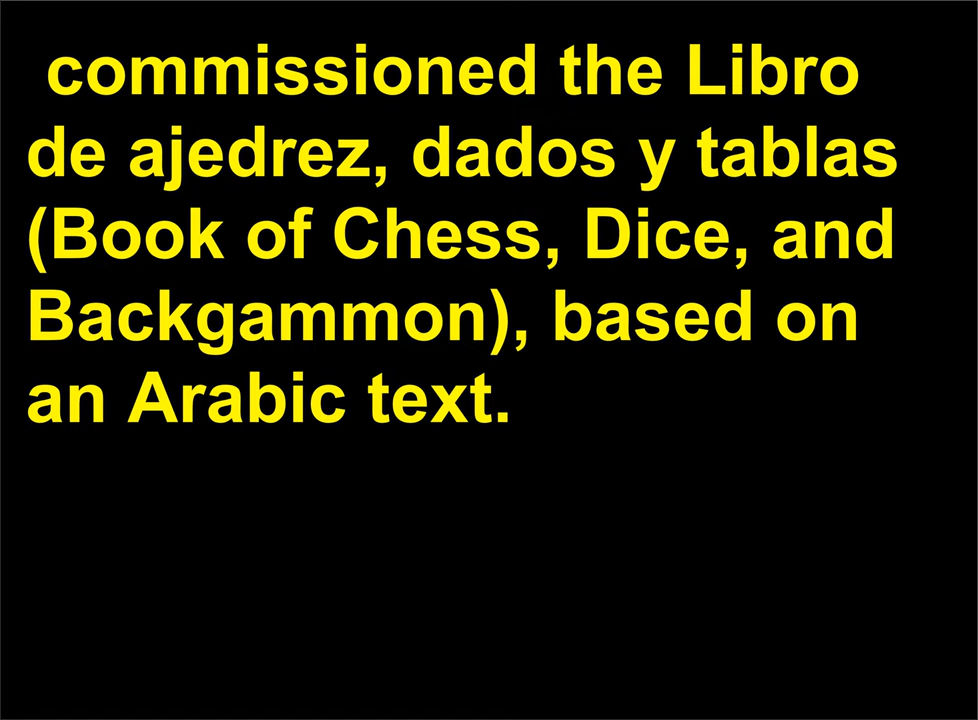 commissioned the Libro
de ajedrez, dados y tablas
(Book of Chess, Dice, and
Backgammon), based on
an Arabic text.